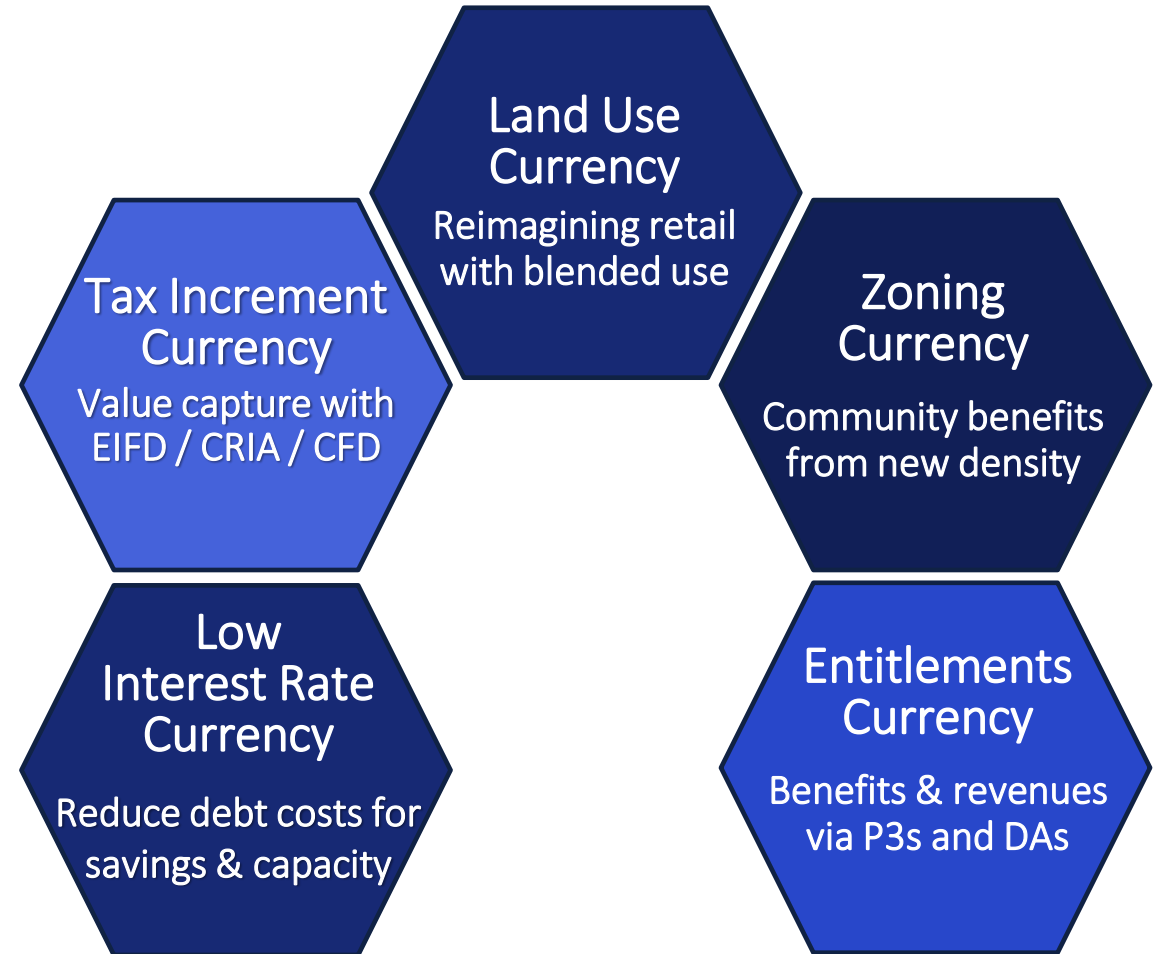 Land Use
Currency
Reimagining retail
with blended use
Tax Increment
Currency
Value capture with
EIFD / CRIA / CFD
Zoning
Currency
Community benefits
from new density
Low
Interest Rate
Currency
Reduce debt costs for
savings & capacity
Entitlements
Currency
Benefits & revenues
via P3s and DAs